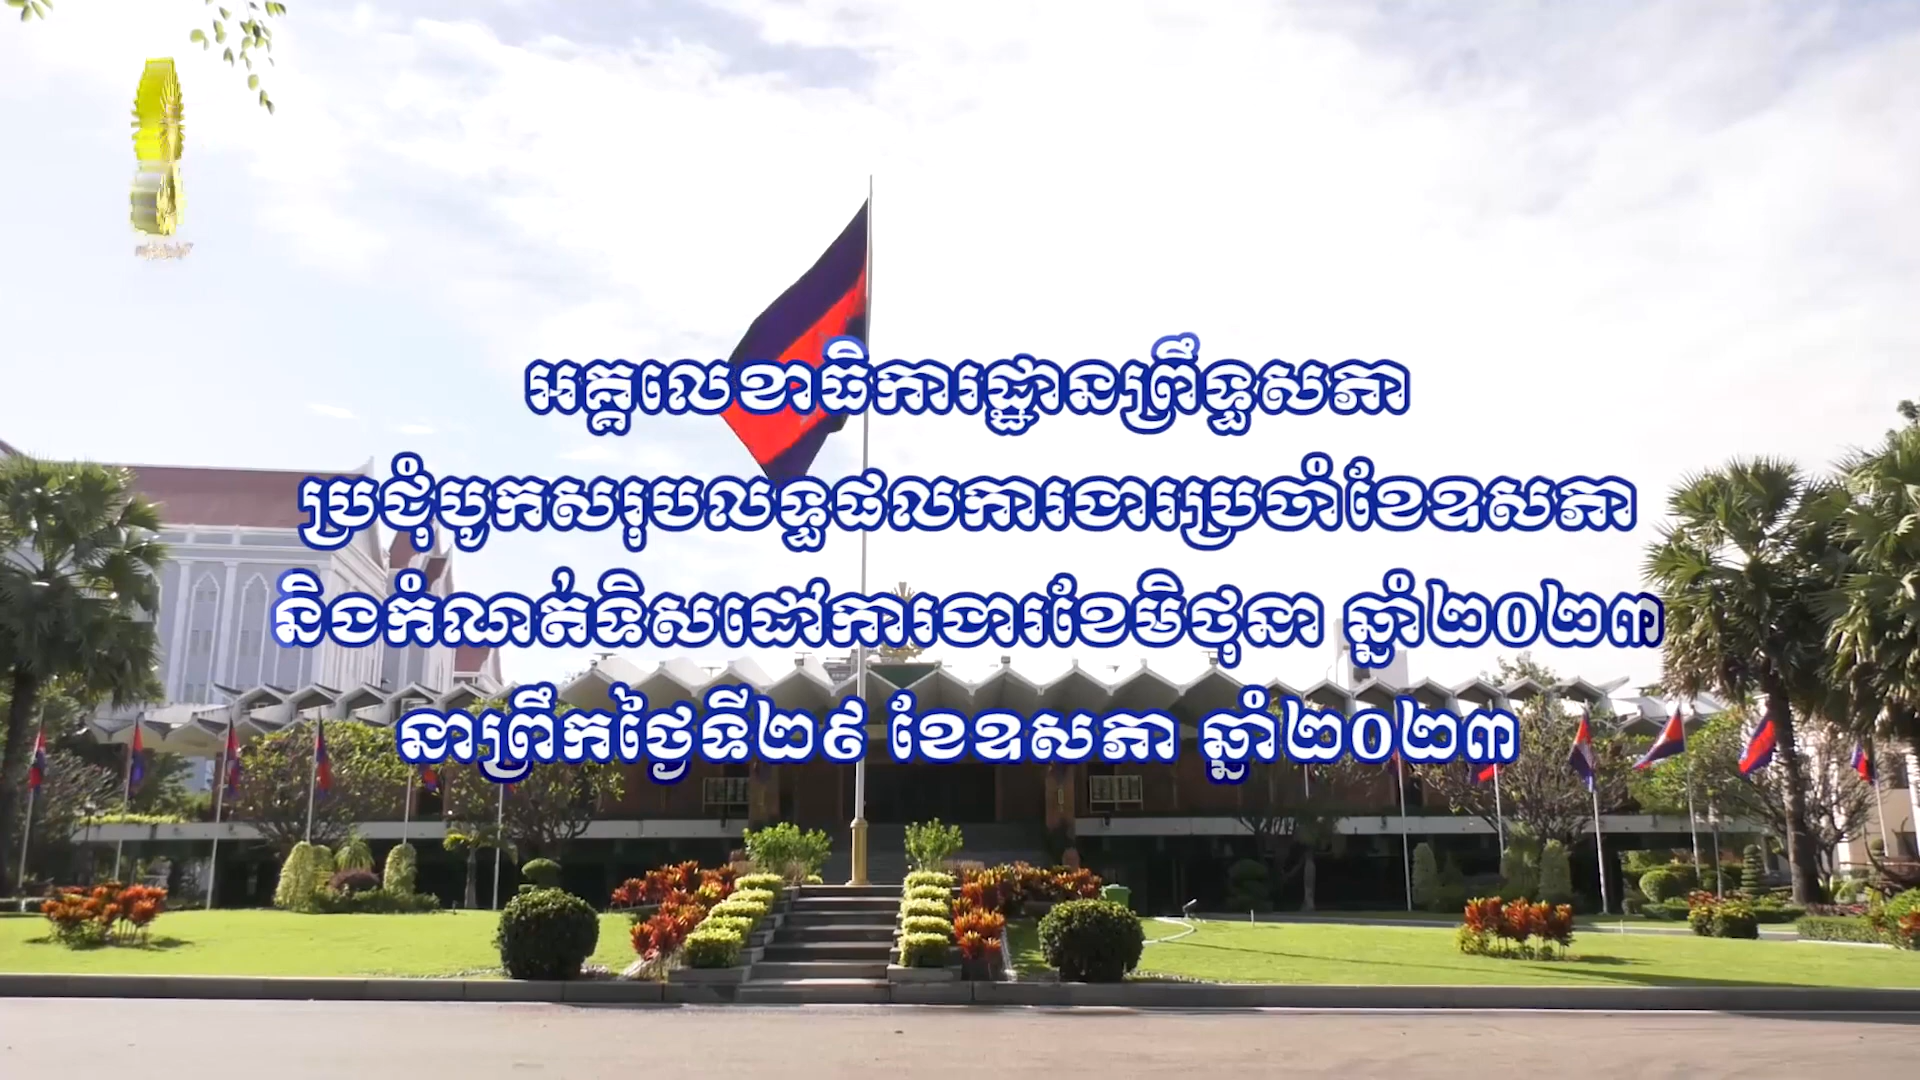 អគ្គលេខាធិការដ្ឋានព្រឹទ្ធសភា
ប្រជុំបូកសរុបលទ្ធផលការងារប្រចាំខែឧសភា
និងកំណត់ទិសដៅការងារខែមិថុនា ឆ្នាំ២០២៣
នាព្រឹកថ្ងៃទី២៩ ខែឧសភា ឆ្នាំ២០២៣